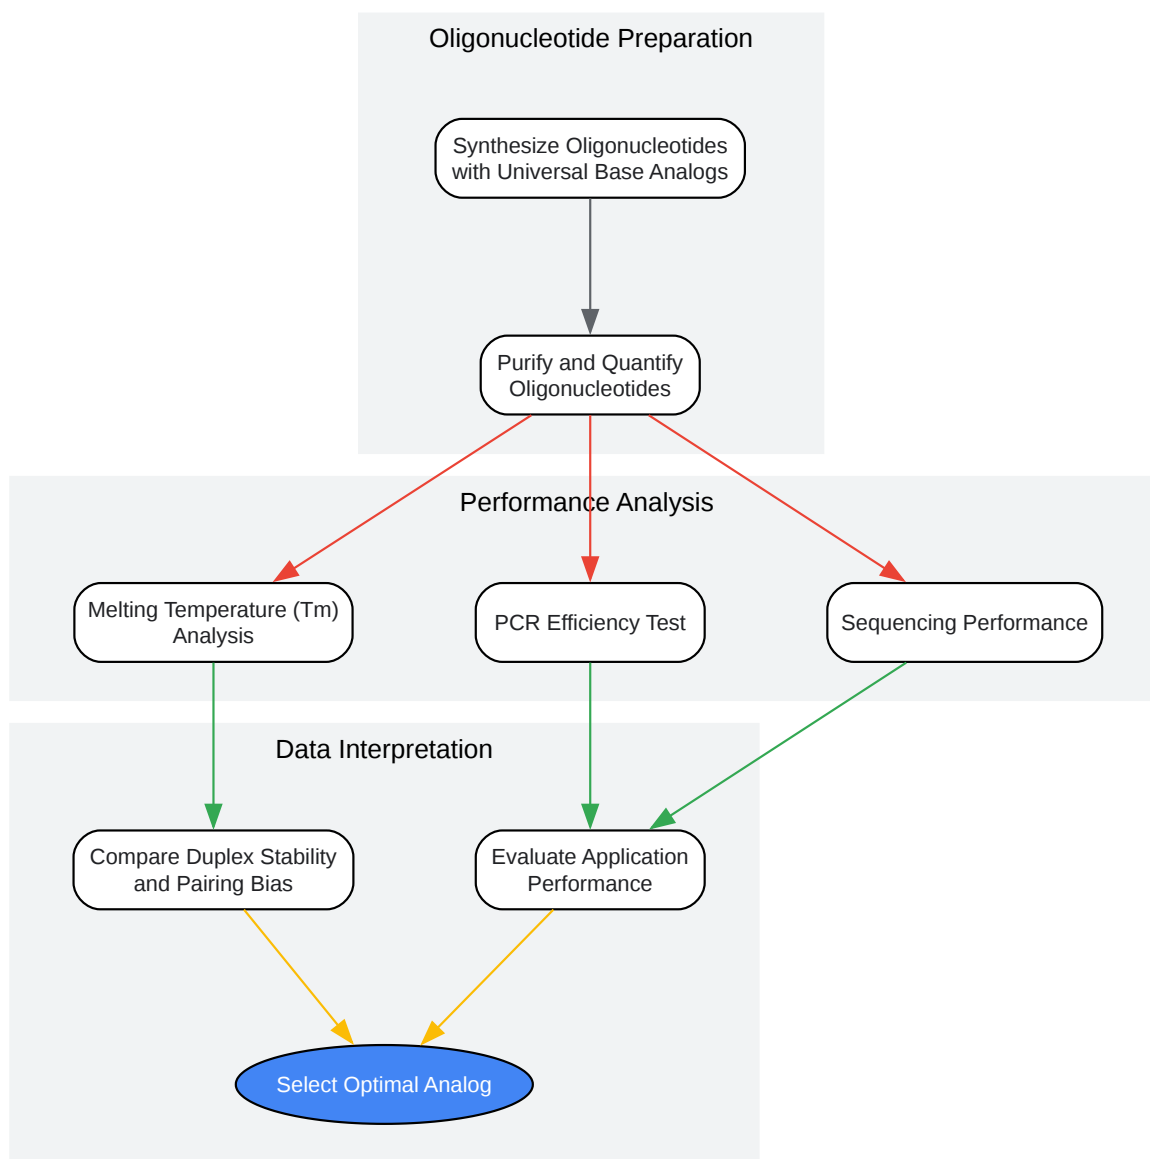 Oligonucleotide Preparation
Synthesize Oligonucleotides
with Universal Base Analogs
Purify and Quantify
Oligonucleotides
Performance Analysis
Melting Temperature (Tm)
Analysis
PCR Efficiency Test
Sequencing Performance
Data Interpretation
Compare Duplex Stability
and Pairing Bias
Evaluate Application
Performance
Select Optimal Analog